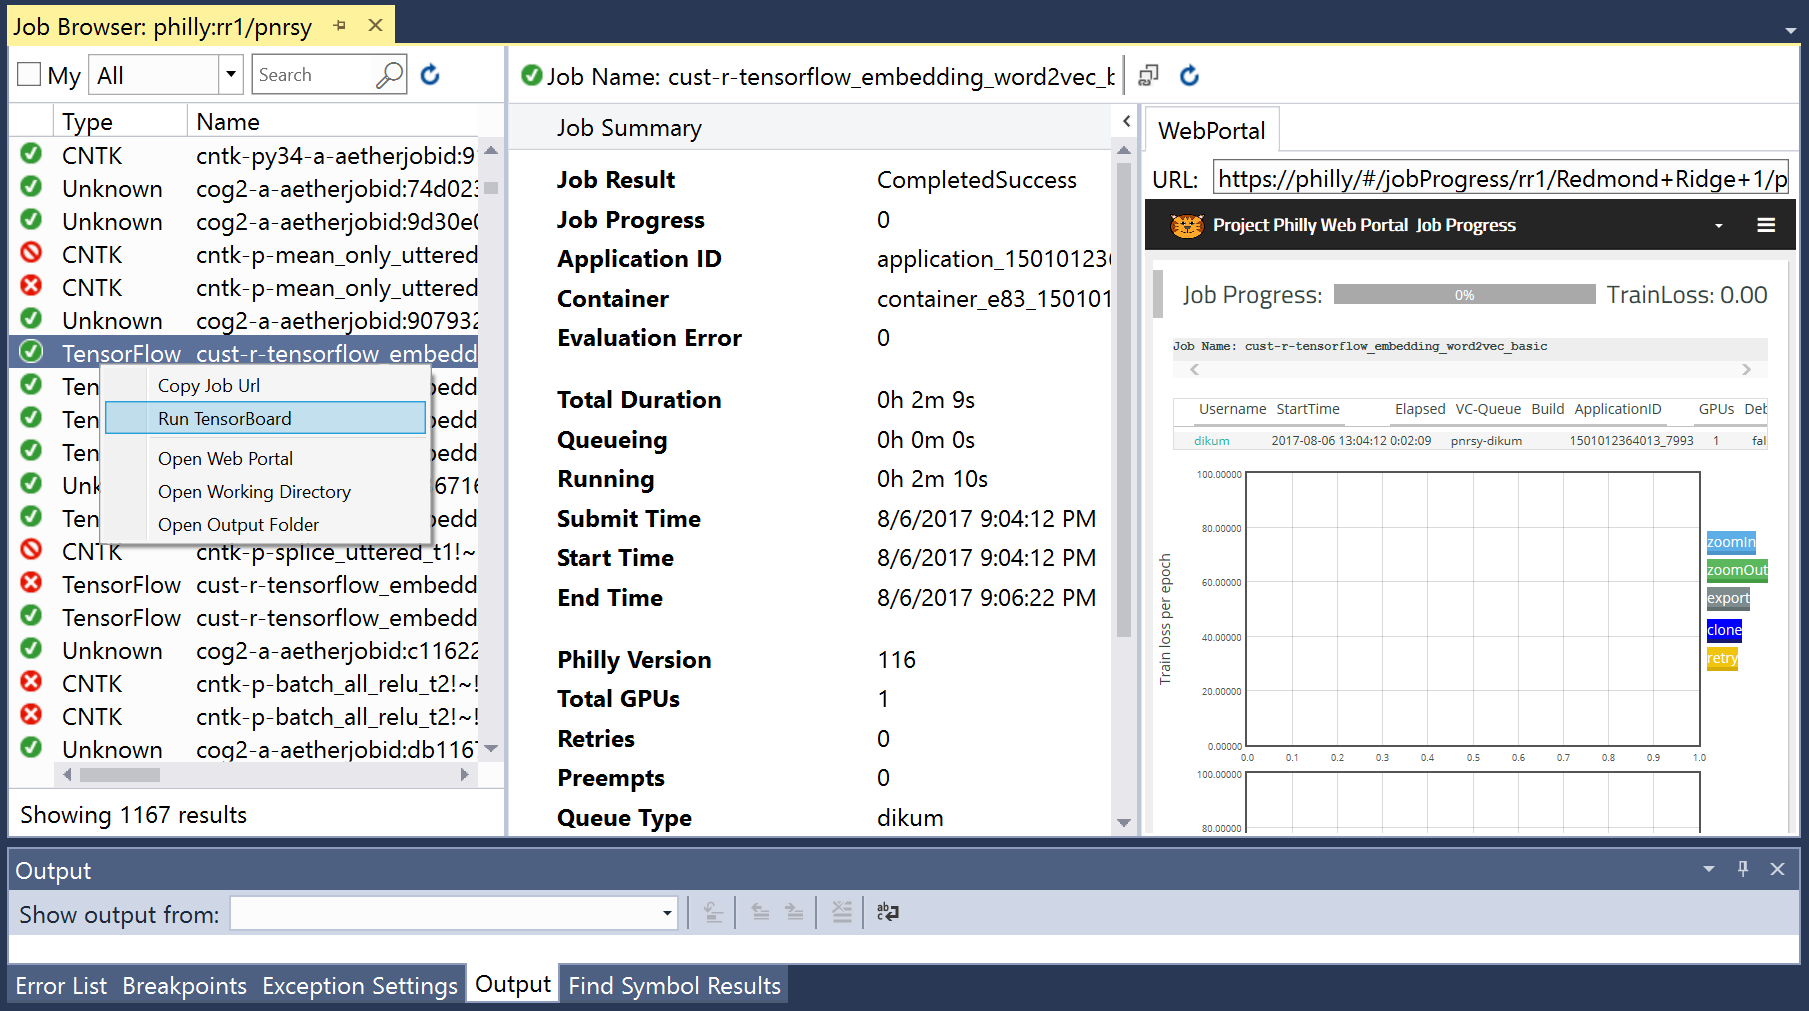 Job Browser: philly:rr1/pnrsy
My All Search
Type Name
CNTK cntk-py34-a-aetherjobid:9
Unknown cog2-a-aetherjobid:74d023
Unknown cog2-a-aetherjobid:9d30e0
CNTK cntk-p-mean_only_uttered
CNTK cntk-p-mean_only_uttered
Unknown cog2-a-aetherjobid:907932
TensorFlow cust-r-tensorflow_embedd
Ten edd
Ten edd
Ten edd
Unk 6716
Ten edd
CNTK cntk-p-splice_uttered_t1!~
TensorFlow cust-r-tensorflow_embedd
TensorFlow cust-r-tensorflow_embedd
Unknown cog2-a-aetherjobid:c11622
CNTK cntk-p-batch_all_relu_t2!~!
CNTK cntk-p-batch_all_relu_t2!~!
Unknown cog2-a-aetherjobid:db1167
Showing 1167 results
Copy Job Url
Run TensorBoard
Open Web Portal
Open Working Directory
Open Output Folder
Job Name: cust-r-tensorflow_embedding_word2vec_b
Job Summary
Job Result CompletedSuccess
Job Progress 0
Application ID application_15010123
Container container_e83_150101
Evaluation Error 0
Total Duration 0h 2m 9s
Queueing 0h 0m 0s
Running 0h 2m 10s
Submit Time 8/6/2017 9:04:12 PM
Start Time 8/6/2017 9:04:12 PM
End Time 8/6/2017 9:06:22 PM
Philly Version 116
Total GPUs 1
Retries 0
Preempts 0
Queue Type dikum
WebPortal
URL: https://philly/#/jobProgress/rr1/Redmond+Ridge+1/p
Project Philly Web Portal Job Progress
Job Progress: 0% TrainLoss: 0.00
Job Name: cust-r-tensorflow_embedding_word2vec_basic
Username StartTime Elapsed VC-Queue Build ApplicationID GPUs Deb
dikum 2017-08-06 13:04:12 0:02:09 pnrsy-dikum 1501012364013_7993 1 fal
100.00000
80.00000
60.00000
40.00000
20.00000
0.00000
Train loss per epoch
0.0 0.1 0.2 0.3 0.4 0.5 0.6 0.7 0.8 0.9 1.0
zoomIn
zoomOut
export
clone
retry
100.00000
80.00000
Output
Show output from:
Error List Breakpoints Exception Settings Output Find Symbol Results